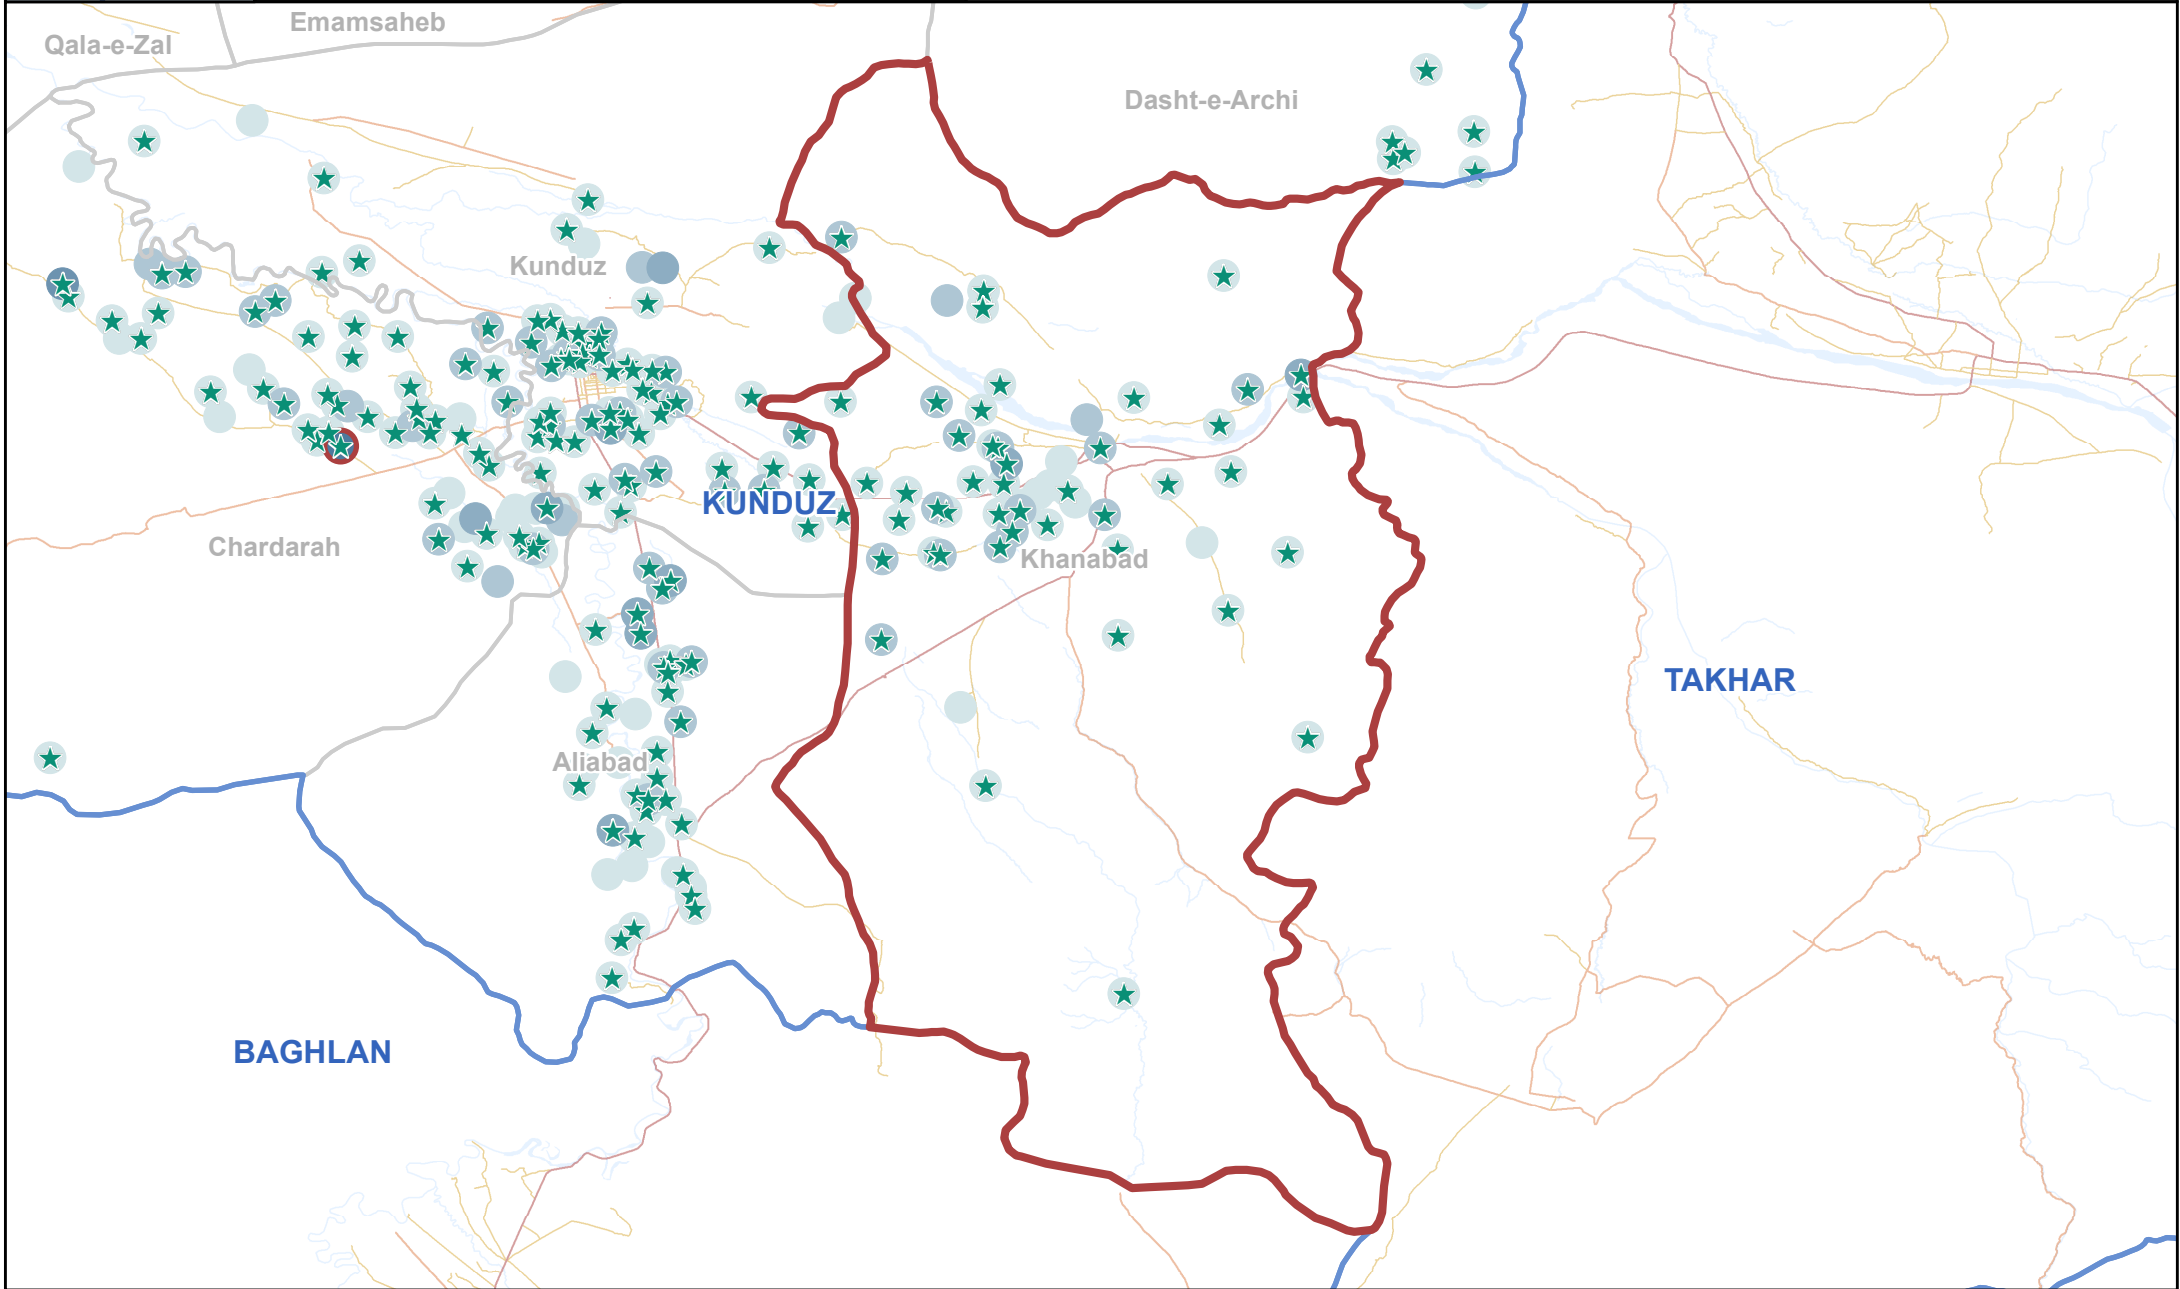 Emamsaheb
Qala-e-Zal
Dasht-e-Archi
Kunduz
KUNDUZ
Chardarah
Khanabad
TAKHAR
Aliabad
BAGHLAN